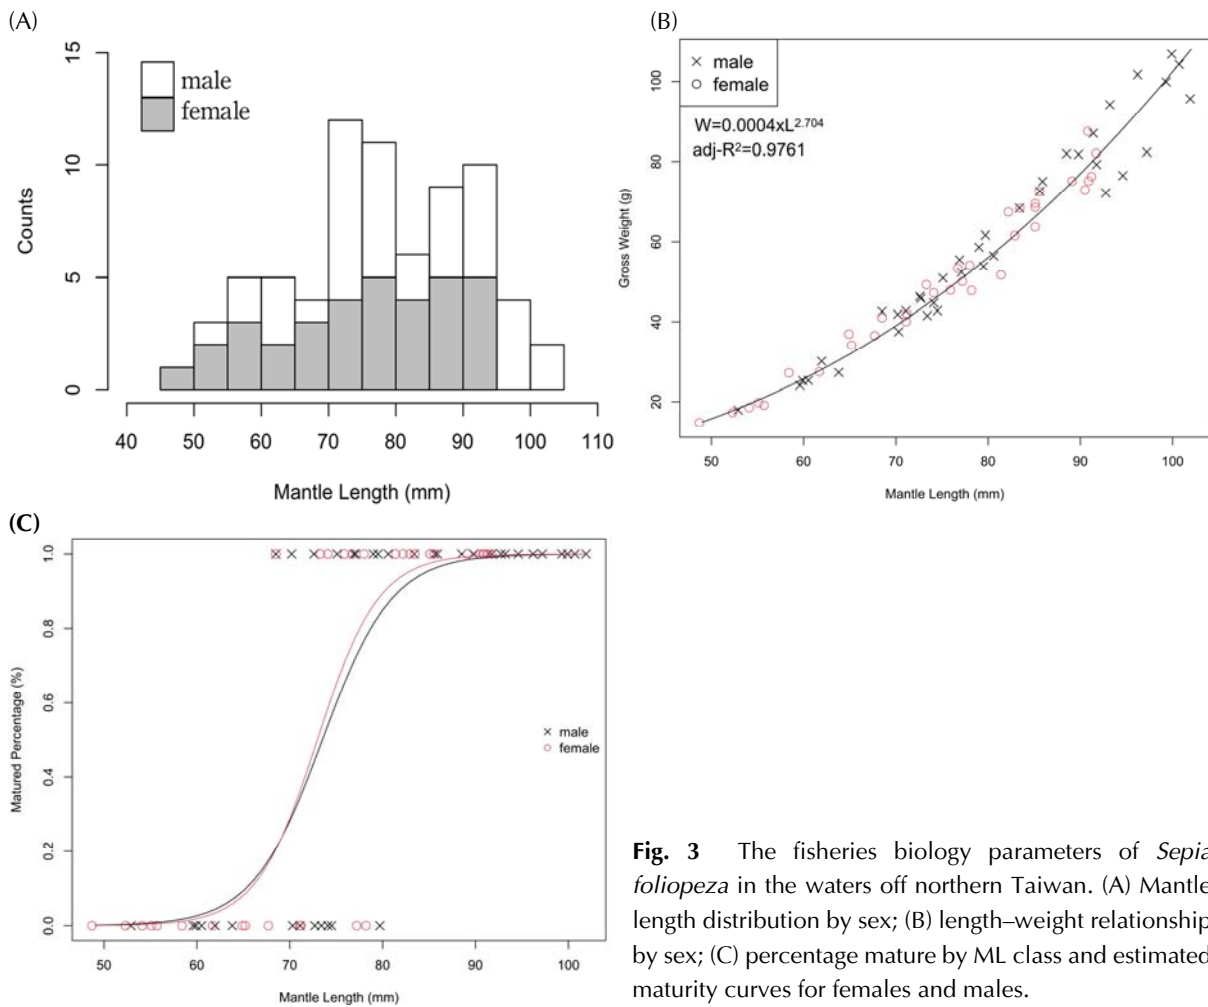 (A)
(B)
15
10
5
0
Counts
male
female
40 50 60 70 80 90 100 110
Mantle Length (mm)
male
female
W=0.0004xL^2.704
adj-R²=0.9761
100
80
60
40
20
Gross Weight (g)
50 60 70 80 90 100
Mantle Length (mm)
(C)
1.0
0.8
0.6
0.4
0.2
0.0
Matured Percentage (%)
male
female
50 60 70 80 90 100
Mantle Length (mm)
Fig. 3 The fisheries biology parameters of Sepia
foliopeza in the waters off northern Taiwan. (A) Mantle
length distribution by sex; (B) length–weight relationship
by sex; (C) percentage mature by ML class and estimated
maturity curves for females and males.